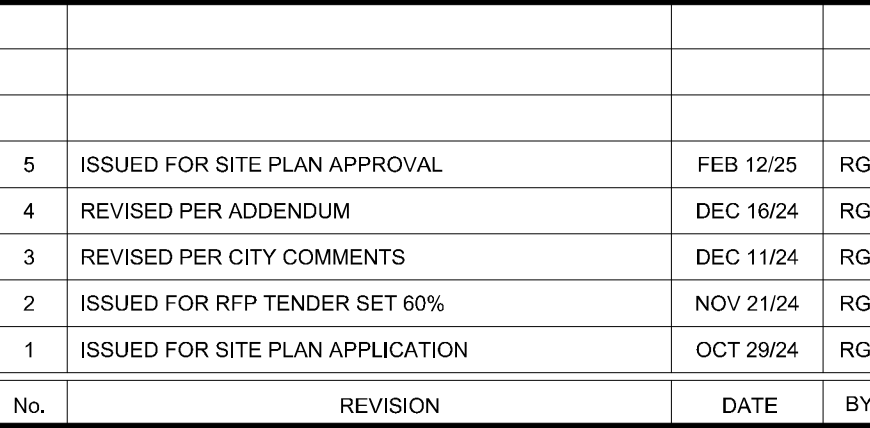 5 ISSUED FOR SITE PLAN APPROVAL FEB 12/25 RG
4 REVISED PER ADDENDUM DEC 16/24 RG
3 REVISED PER CITY COMMENTS DEC 11/24 RG
2 ISSUED FOR RFP TENDER SET 60% NOV 21/24 RG
1 ISSUED FOR SITE PLAN APPLICATION OCT 29/24 RG
No. REVISION DATE BY